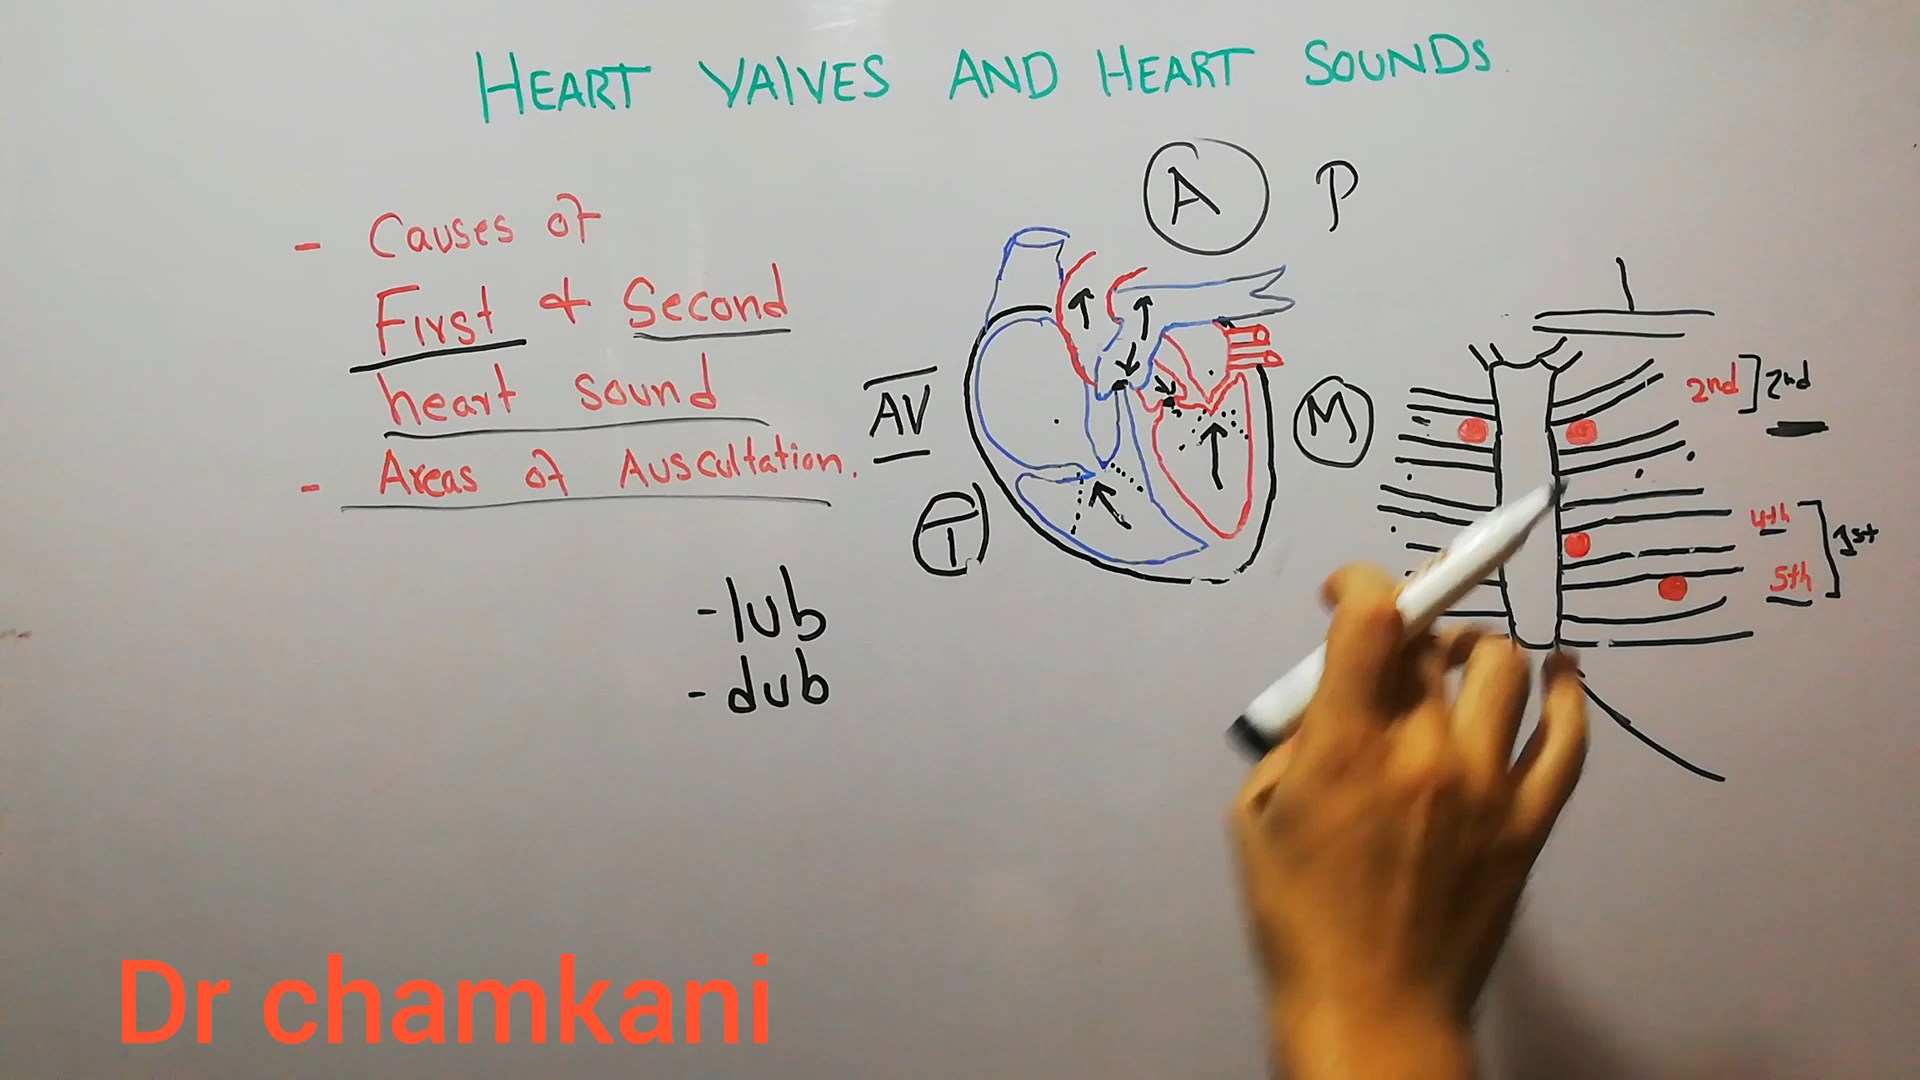 HEART VALVES AND HEART SOUNDS
- Causes of
First & Second
heart sound
- Areas of Auscultation.
A P
AV
M
T
- lub
- dub
2nd ] 2nd
4th
5th ] 1st
Dr chamkani